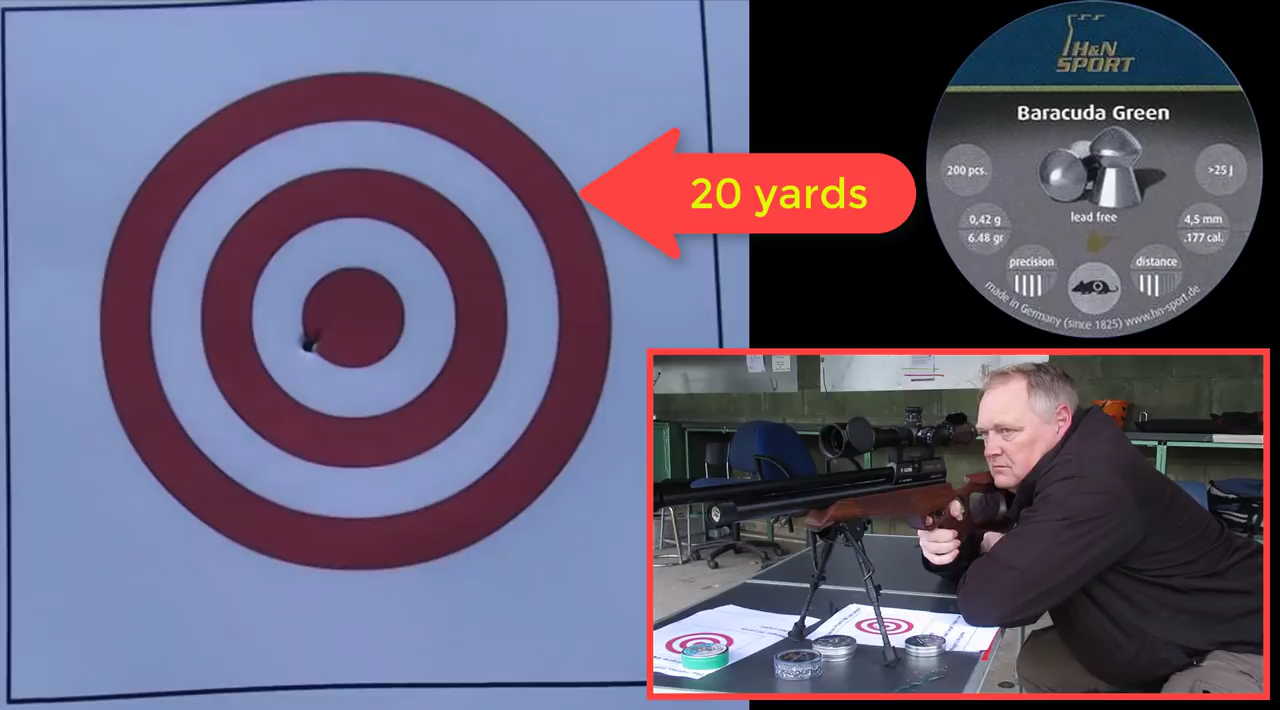 H&N
SPORT
Baracuda Green
200 pcs.
>25 J
lead free
0,42 g
6.48 gr
4,5 mm
.177 cal.
precision
distance
made in Germany (since 1825) www.hn-sport.de
20 yards